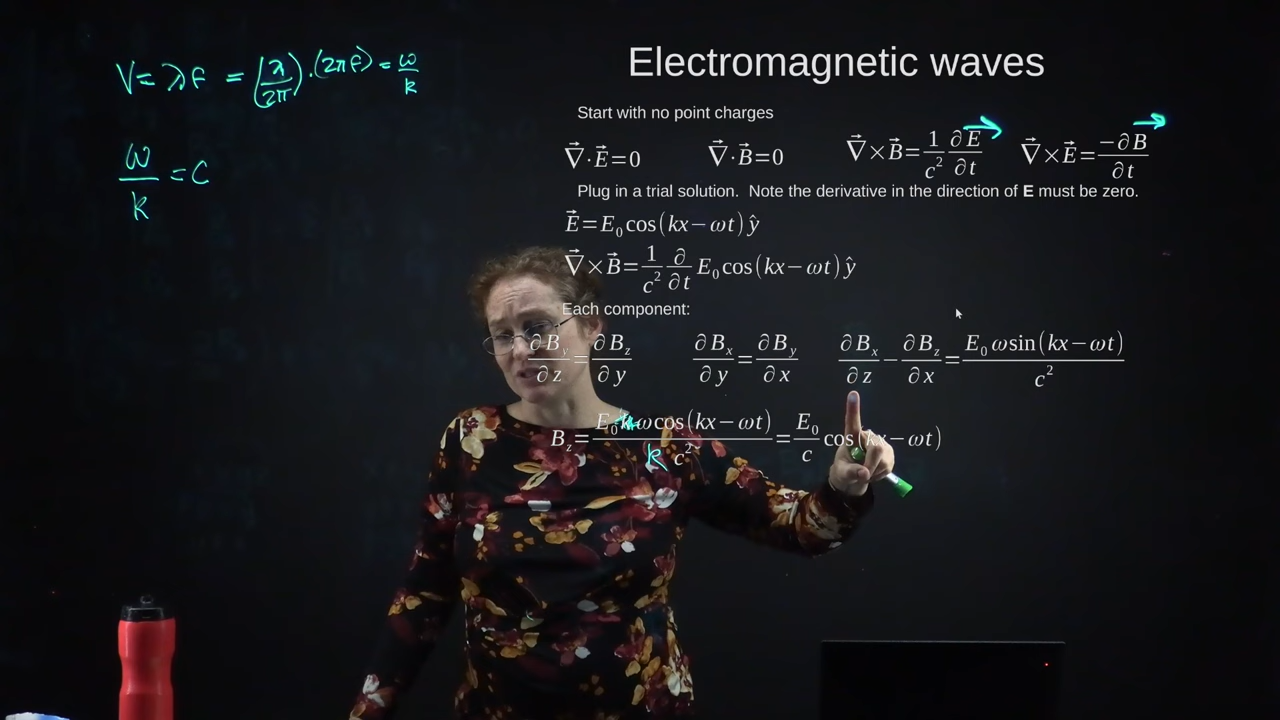 V = λf = (λ/2π)·(2πf) = ω/k
ω/k = c
Electromagnetic waves
Start with no point charges
∇⃗·E⃗=0 ∇⃗·B⃗=0 ∇⃗×B⃗=1/c² ∂E/∂t ∇⃗×E⃗=−∂B/∂t
Plug in a trial solution. Note the derivative in the direction of E must be zero.
E⃗=E₀cos(kx−ωt)ŷ
∇⃗×B⃗=1/c² ∂/∂t E₀cos(kx−ωt)ŷ
Each component:
∂B_y/∂z=∂B_z/∂y ∂B_x/∂y=∂B_y/∂x ∂B_x/∂z−∂B_z/∂x=E₀ωsin(kx−ωt)/c²
B_z=E₀kωcos(kx−ωt)/kc²=E₀/c cos(kx−ωt)